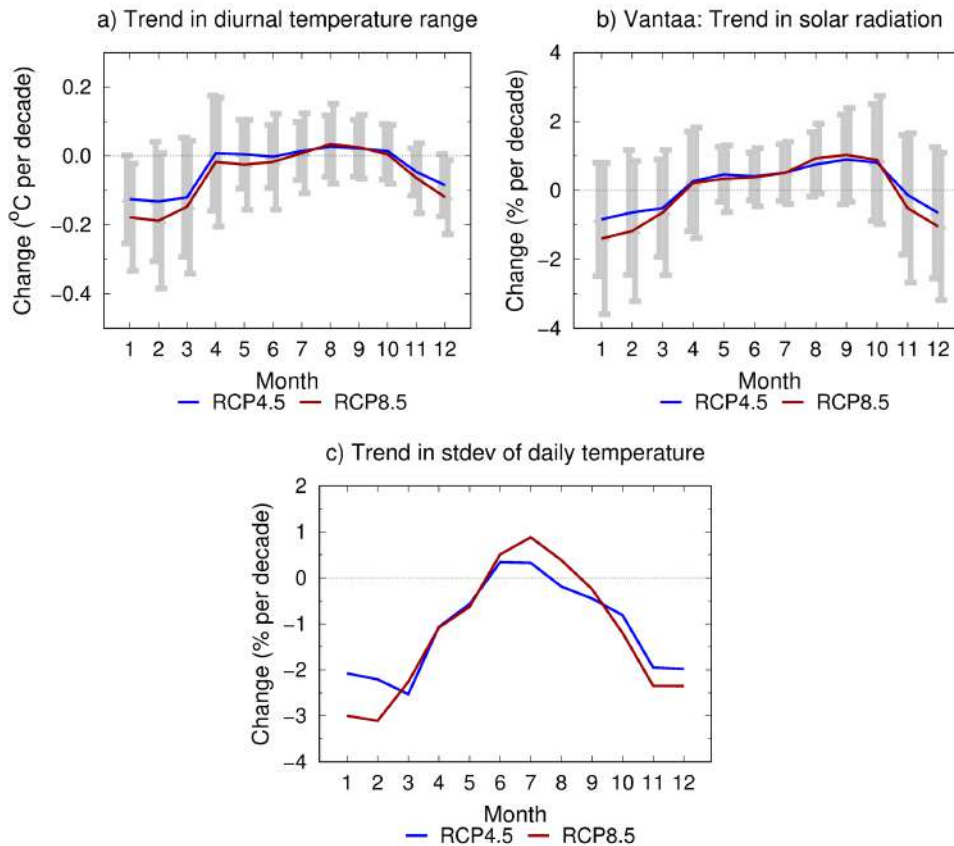 a) Trend in diurnal temperature range
0.2
0.0
−0.2
−0.4
Change (°C per decade)
1 2 3 4 5 6 7 8 9 10 11 12
Month
RCP4.5 RCP8.5
b) Vantaa: Trend in solar radiation
4
2
0
−2
−4
Change (% per decade)
1 2 3 4 5 6 7 8 9 10 11 12
Month
RCP4.5 RCP8.5
c) Trend in stdev of daily temperature
2
1
0
−1
−2
−3
−4
Change (% per decade)
1 2 3 4 5 6 7 8 9 10 11 12
Month
RCP4.5 RCP8.5